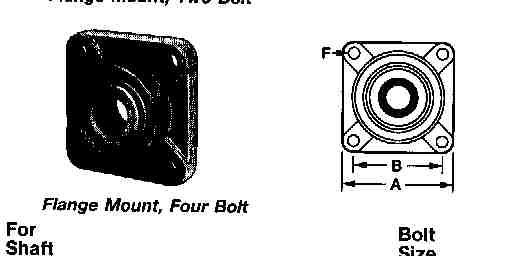 Flange Mount, Two Bolt
F
B
A
Flange Mount, Four Bolt
For
Shaft
Bolt
Size